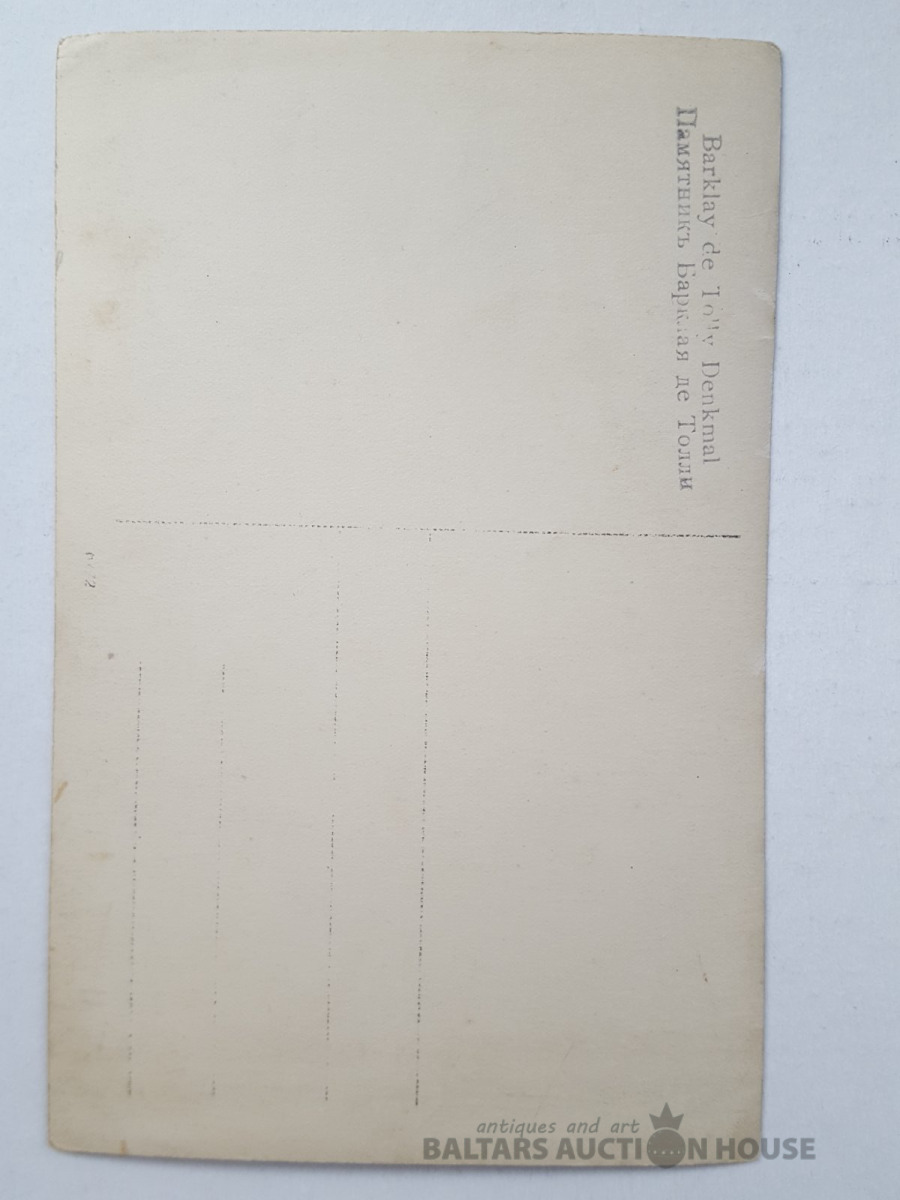 Barklay de Tolly Denkmal
Памятникъ Барклая де Толли
antiques and art
BALTARS AUCTION HOUSE